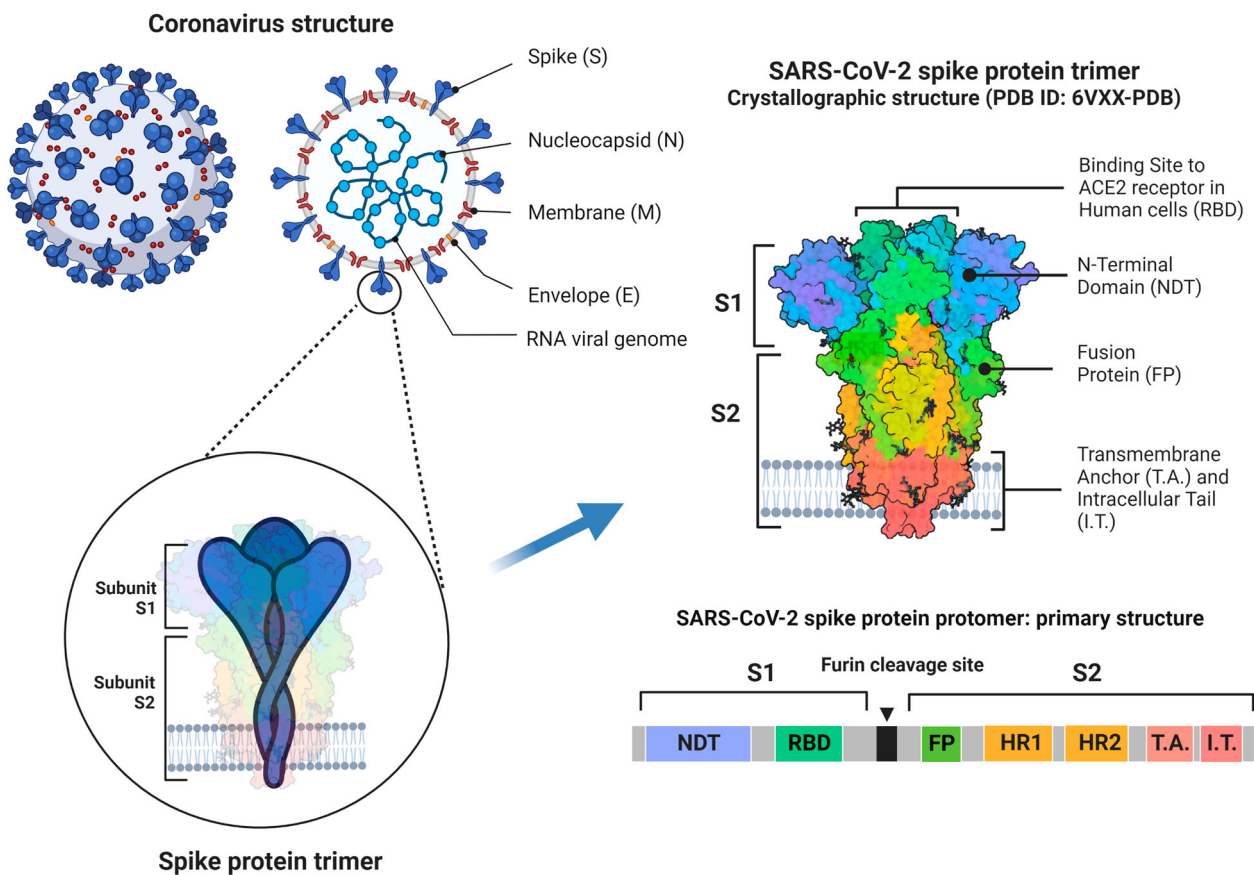 Coronavirus structure
Spike (S)
Nucleocapsid (N)
Membrane (M)
Envelope (E)
RNA viral genome
Subunit
S1
Subunit
S2
Spike protein trimer
SARS-CoV-2 spike protein trimer
Crystallographic structure (PDB ID: 6VXX-PDB)
Binding Site to
ACE2 receptor in
Human cells (RBD)
S1
N-Terminal
Domain (NDT)
Fusion
Protein (FP)
S2
Transmembrane
Anchor (T.A.) and
Intracellular Tail
(I.T.)
SARS-CoV-2 spike protein protomer: primary structure
S1
Furin cleavage site
S2
NDT
RBD
FP
HR1
HR2
T.A.
I.T.